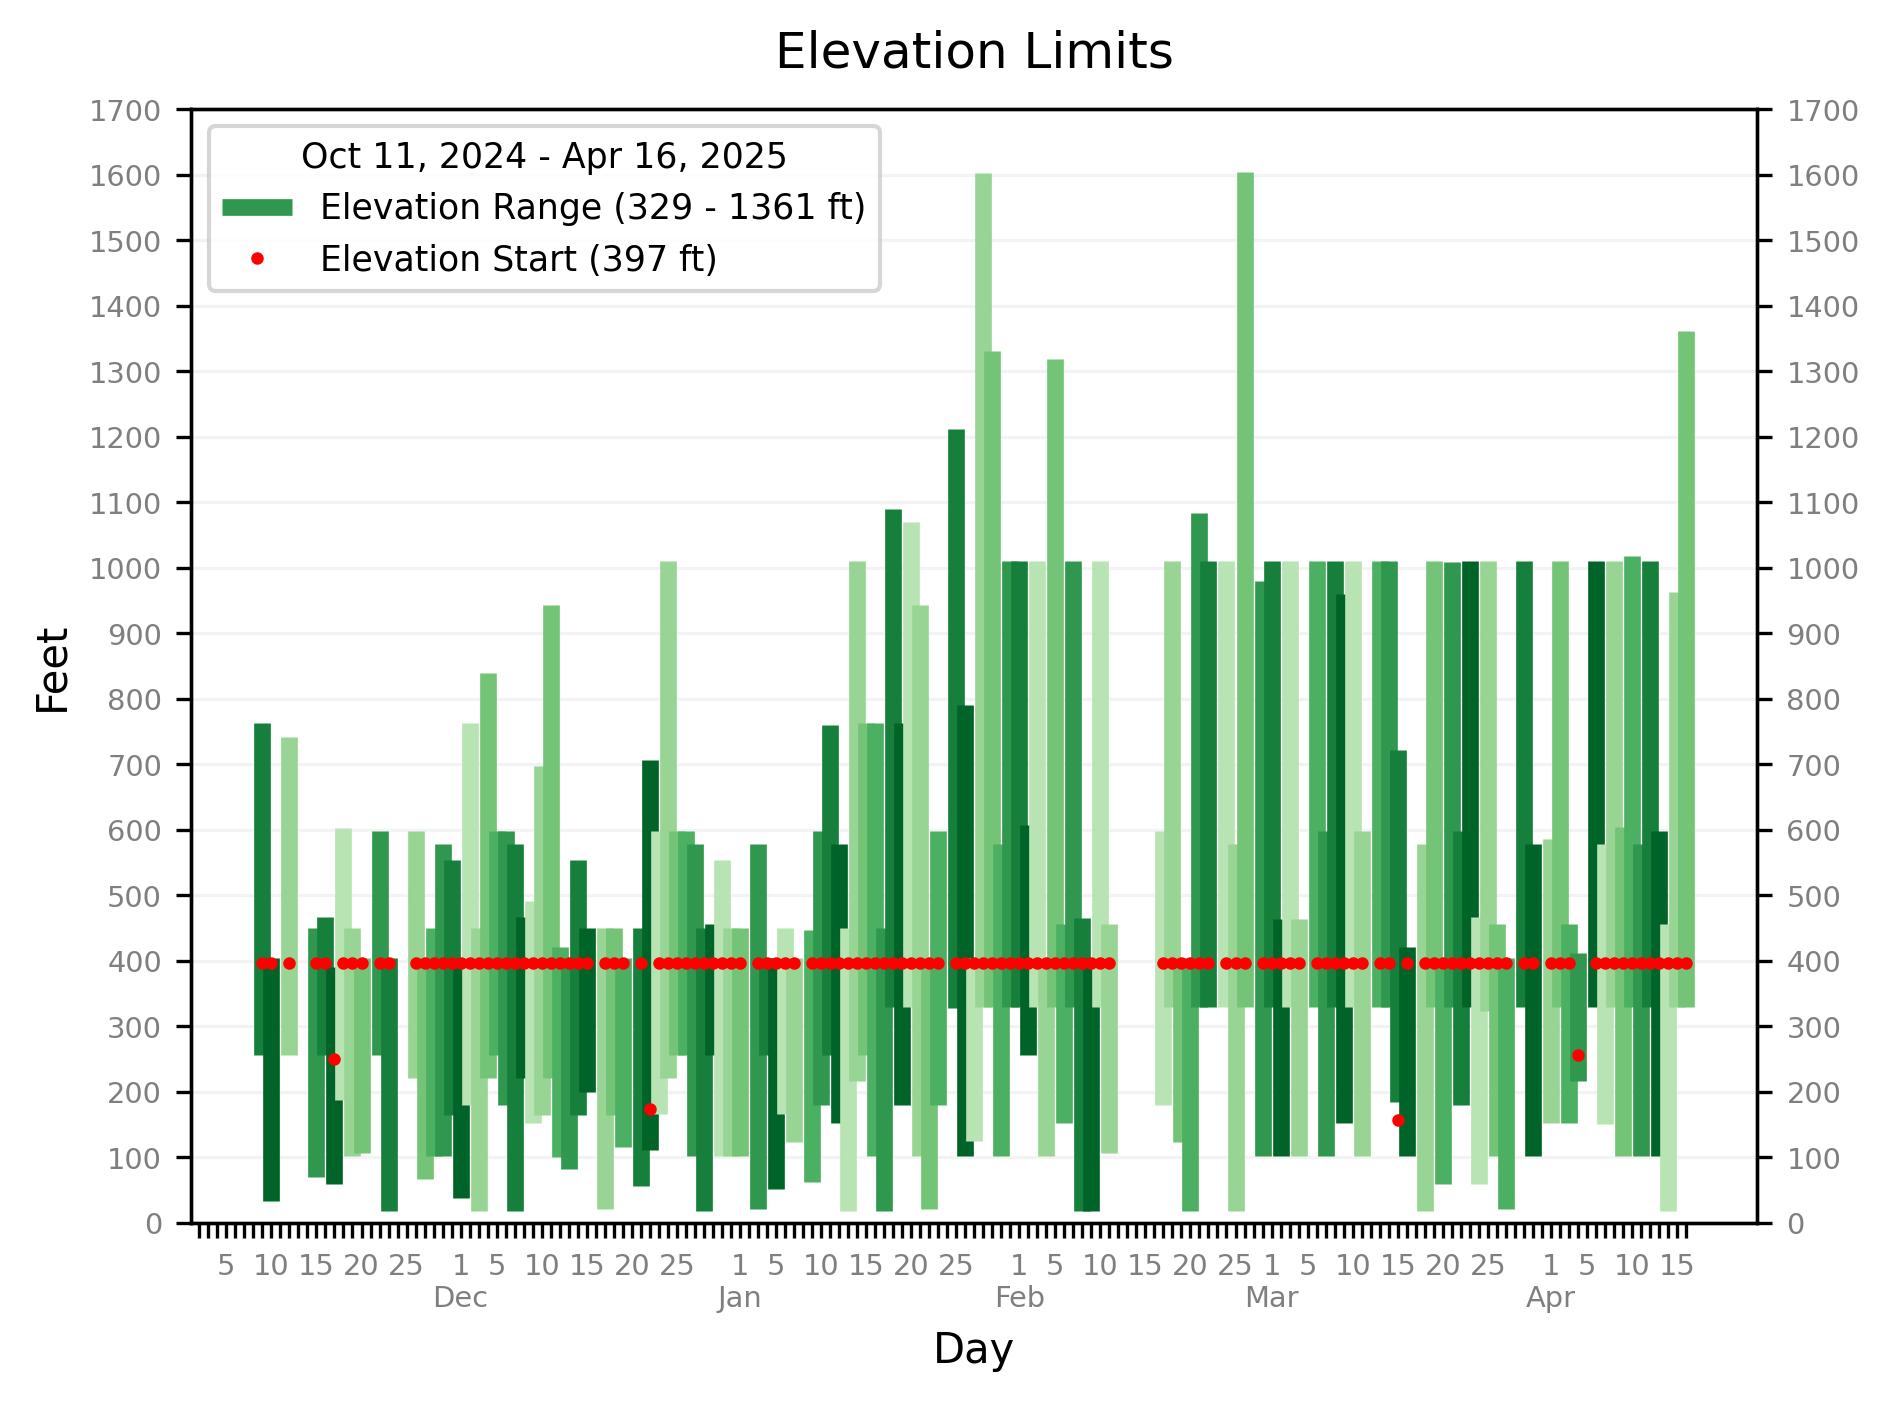 Elevation Limits
Oct 11, 2024 - Apr 16, 2025
Elevation Range (329 - 1361 ft)
Elevation Start (397 ft)
1700 1700
1600 1600
1500 1500
1400 1400
1300 1300
1200 1200
1100 1100
1000 1000
900 900
800 800
700 700
600 600
500 500
400 400
300 300
200 200
100 100
0 0
Feet
5 10 15 20 25 1 5 10 15 20 25 1 5 10 15 20 25 1 5 10 15 20 25 1 5 10 15 20 25 1 5 10 15
Dec Jan Feb Mar Apr
Day